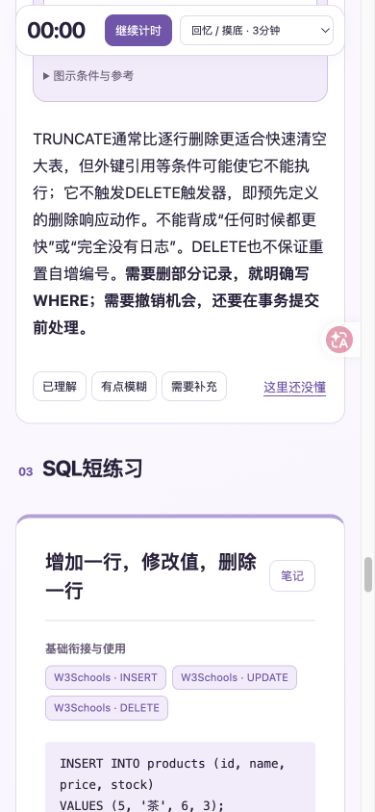 00:00
继续计时
回忆 / 摸底 · 3分钟
▶ 图示条件与参考
TRUNCATE通常比逐行删除更适合快速清空
大表，但外键引用等条件可能使它不能执
行；它不触发DELETE触发器，即预先定义
的删除响应动作。不能背成“任何时候都更
快”或“完全没有日志”。DELETE也不保证重
置自增编号。需要删部分记录，就明确写
WHERE；需要撤销机会，还要在事务提交
前处理。
已理解
有点模糊
需要补充
这里还没懂
03 SQL短练习
增加一行，修改值，删除
一行
笔记
基础衔接与使用
W3Schools · INSERT
W3Schools · UPDATE
W3Schools · DELETE
INSERT INTO products (id, name,
price, stock)
VALUES (5, '茶', 6, 3);